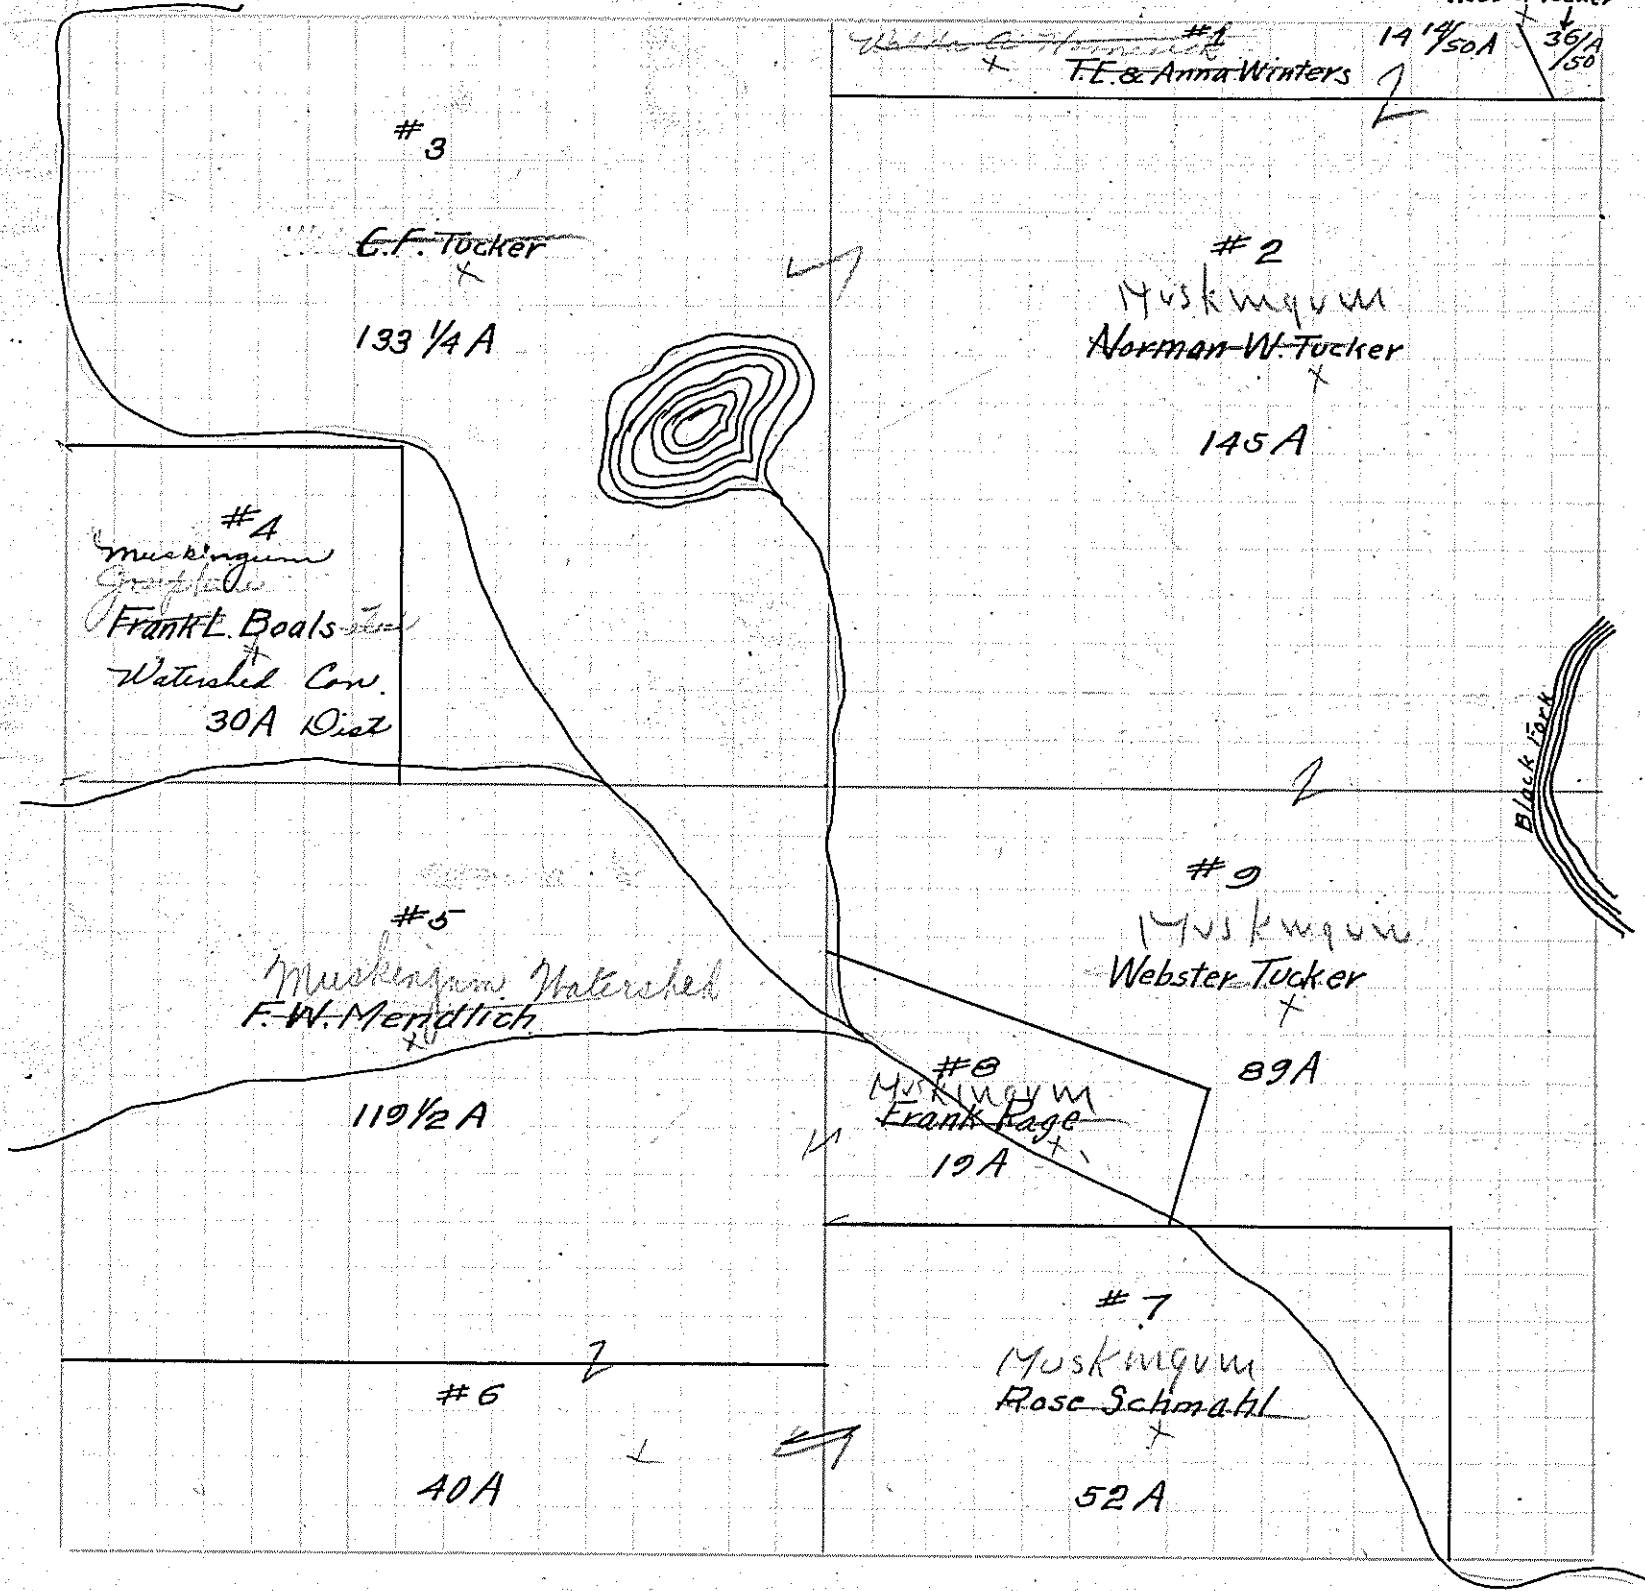 Tucker
#1
14 14/50 A
36/50 A
T.E. & Anna Winters
#3
C.F. Tucker
133 1/4 A
#2
Muskingum
Norman W. Tucker
145 A
#4
Muskingum
Frank L. Boals
Watershed Con.
30A Dist
Black Fork
#5
Muskingum Watershed
F. W. Mendlich
119 1/2 A
#9
Muskingum
Webster Tucker
89A
#8
Muskingum
Frank Page
19A
#6
40A
#7
Muskingum
Rose Schmahl
52A